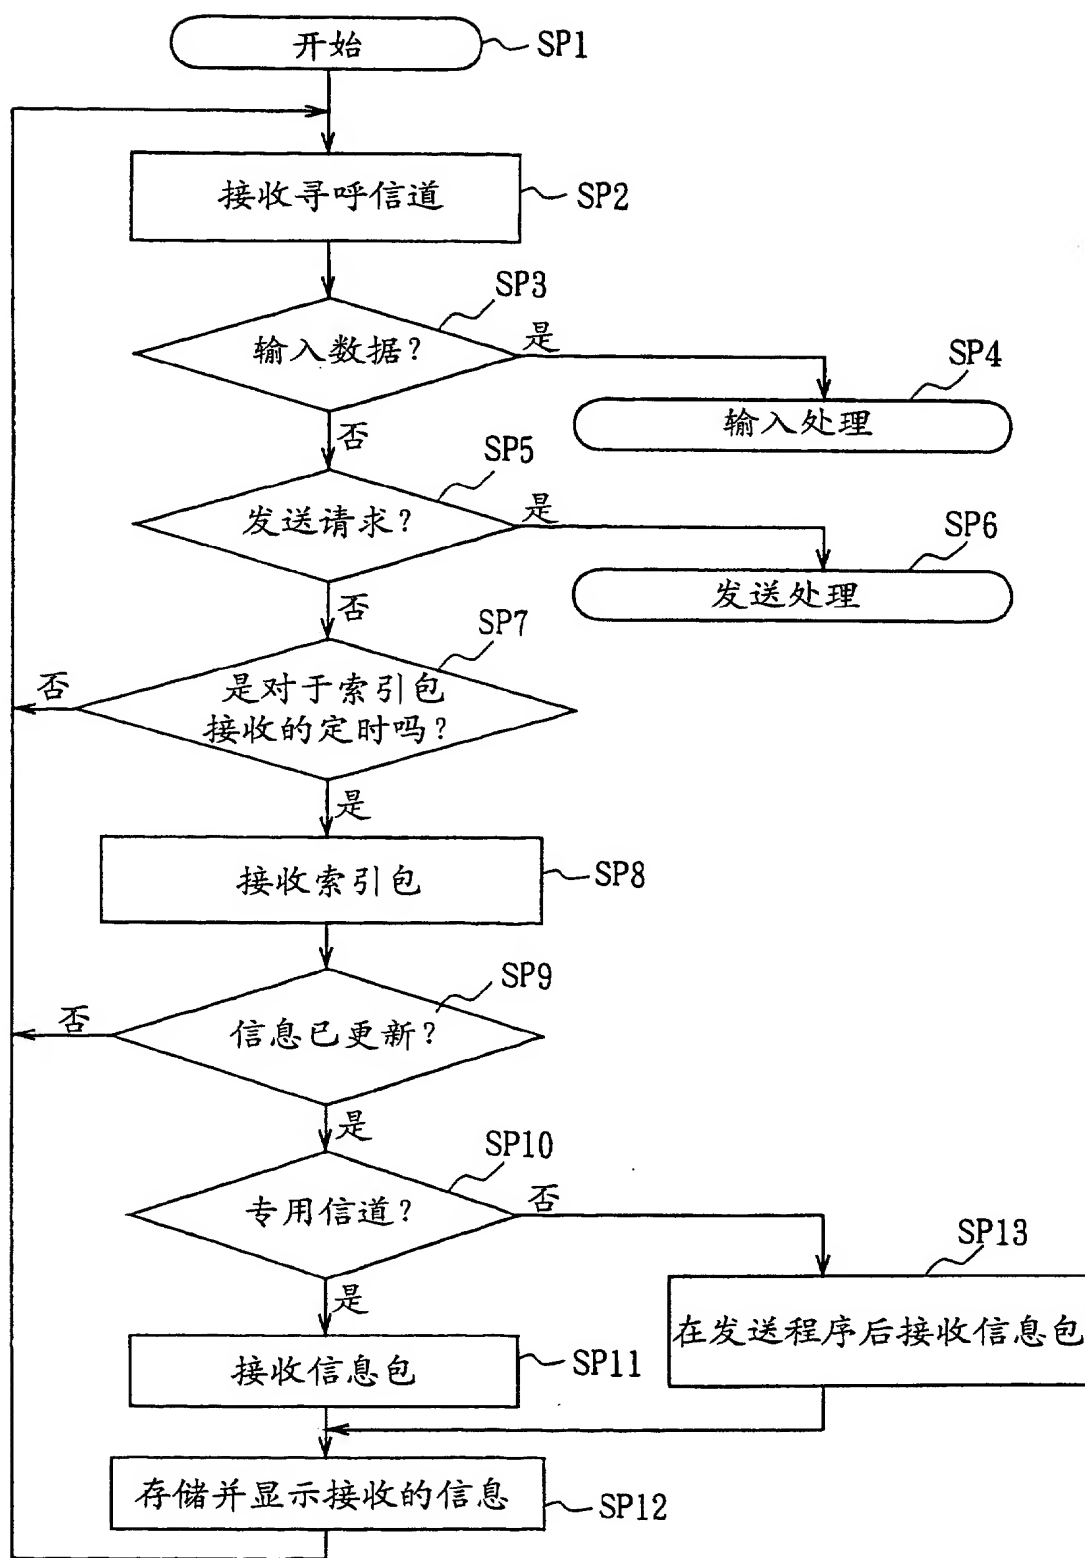 开始
SP1
接收寻呼信道
SP2
SP3
输入数据?
是
SP4
输入处理
否
SP5
发送请求?
是
SP6
发送处理
否
SP7
是对于索引包
接收的定时吗?
否
是
接收索引包
SP8
SP9
信息已更新?
否
是
SP10
专用信道?
否
SP13
是
在发送程序后接收信息包
接收信息包
SP11
存储并显示接收的信息
SP12